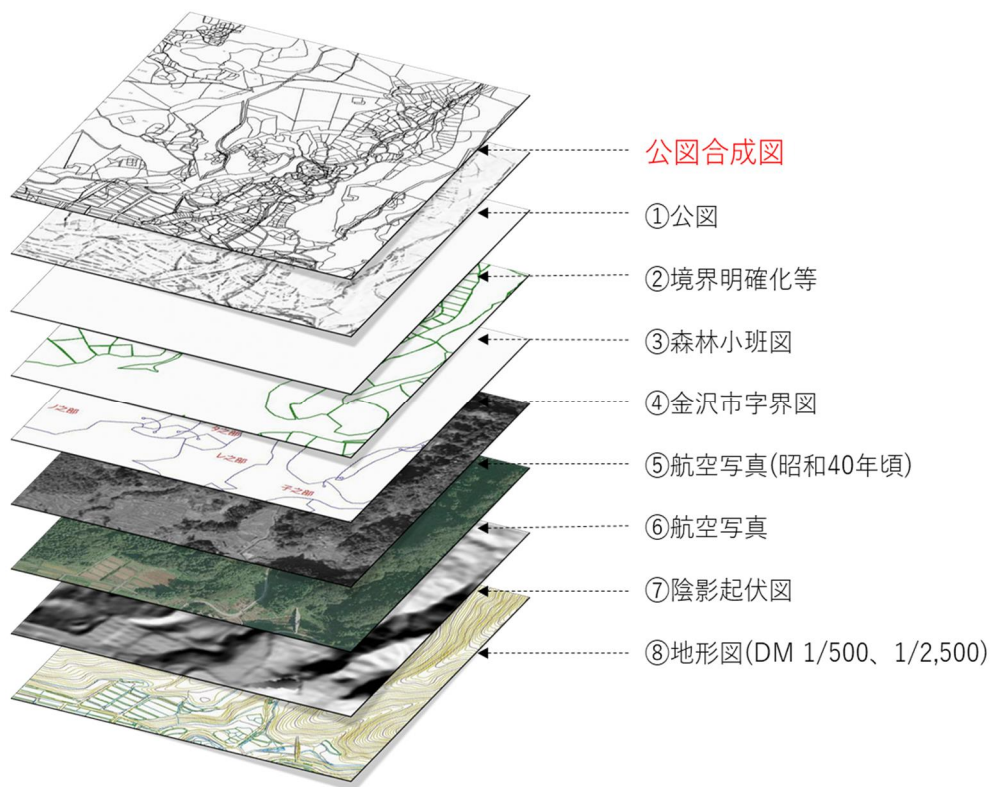 公図合成図
①公図
②境界明確化等
③森林小班図
④金沢市字界図
⑤航空写真(昭和40年頃)
⑥航空写真
⑦陰影起伏図
⑧地形図(DM 1/500、1/2,500)
レ之部